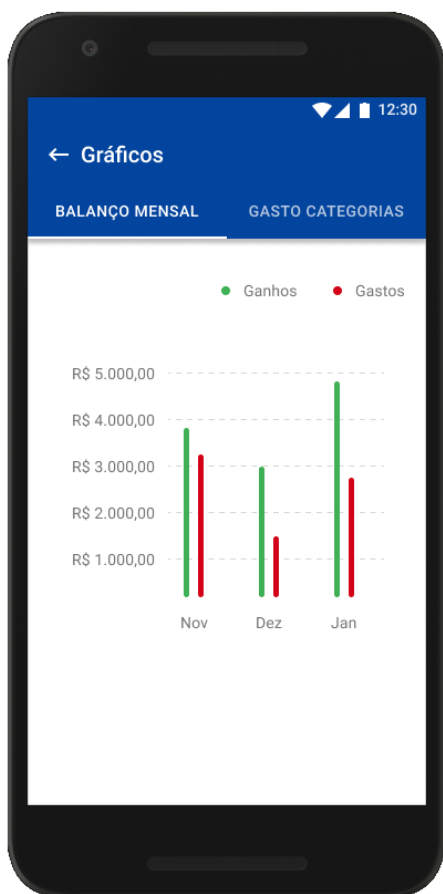 12:30
← Gráficos
BALANÇO MENSAL GASTO CATEGORIAS
Ganhos Gastos
R$ 5.000,00
R$ 4.000,00
R$ 3.000,00
R$ 2.000,00
R$ 1.000,00
Nov Dez Jan